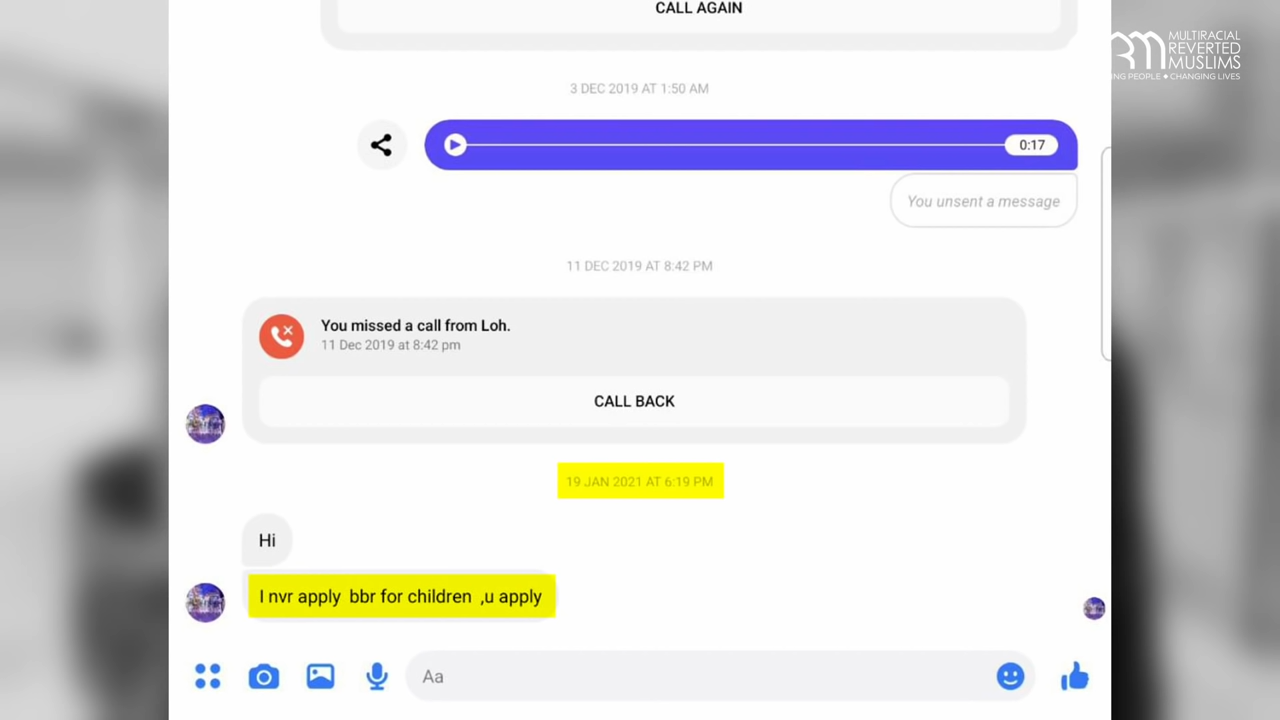 CALL AGAIN
MULTIRACIAL
REVERTED
MUSLIMS
ING PEOPLE ♦ CHANGING LIVES
3 DEC 2019 AT 1:50 AM
0:17
You unsent a message
11 DEC 2019 AT 8:42 PM
You missed a call from Loh.
11 Dec 2019 at 8:42 pm
CALL BACK
19 JAN 2021 AT 6:19 PM
Hi
I nvr apply bbr for children ,u apply
Aa